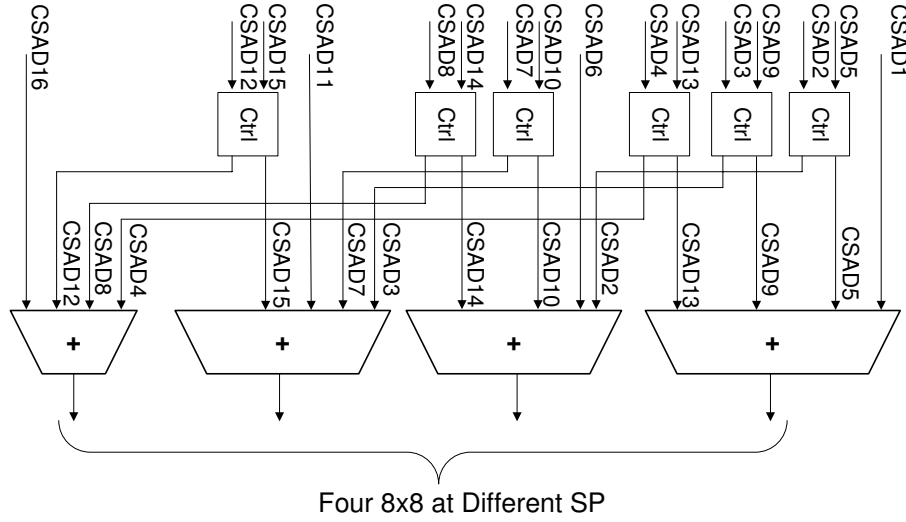 CSAD16
CSAD12
CSAD15
CSAD11
CSAD8
CSAD14
CSAD7
CSAD10
CSAD6
CSAD4
CSAD13
CSAD3
CSAD9
CSAD2
CSAD5
CSAD1
Ctrl
Ctrl
Ctrl
Ctrl
Ctrl
Ctrl
CSAD12
CSAD8
CSAD4
CSAD15
CSAD7
CSAD3
CSAD14
CSAD10
CSAD2
CSAD13
CSAD9
CSAD5
+
+
+
+
Four 8x8 at Different SP